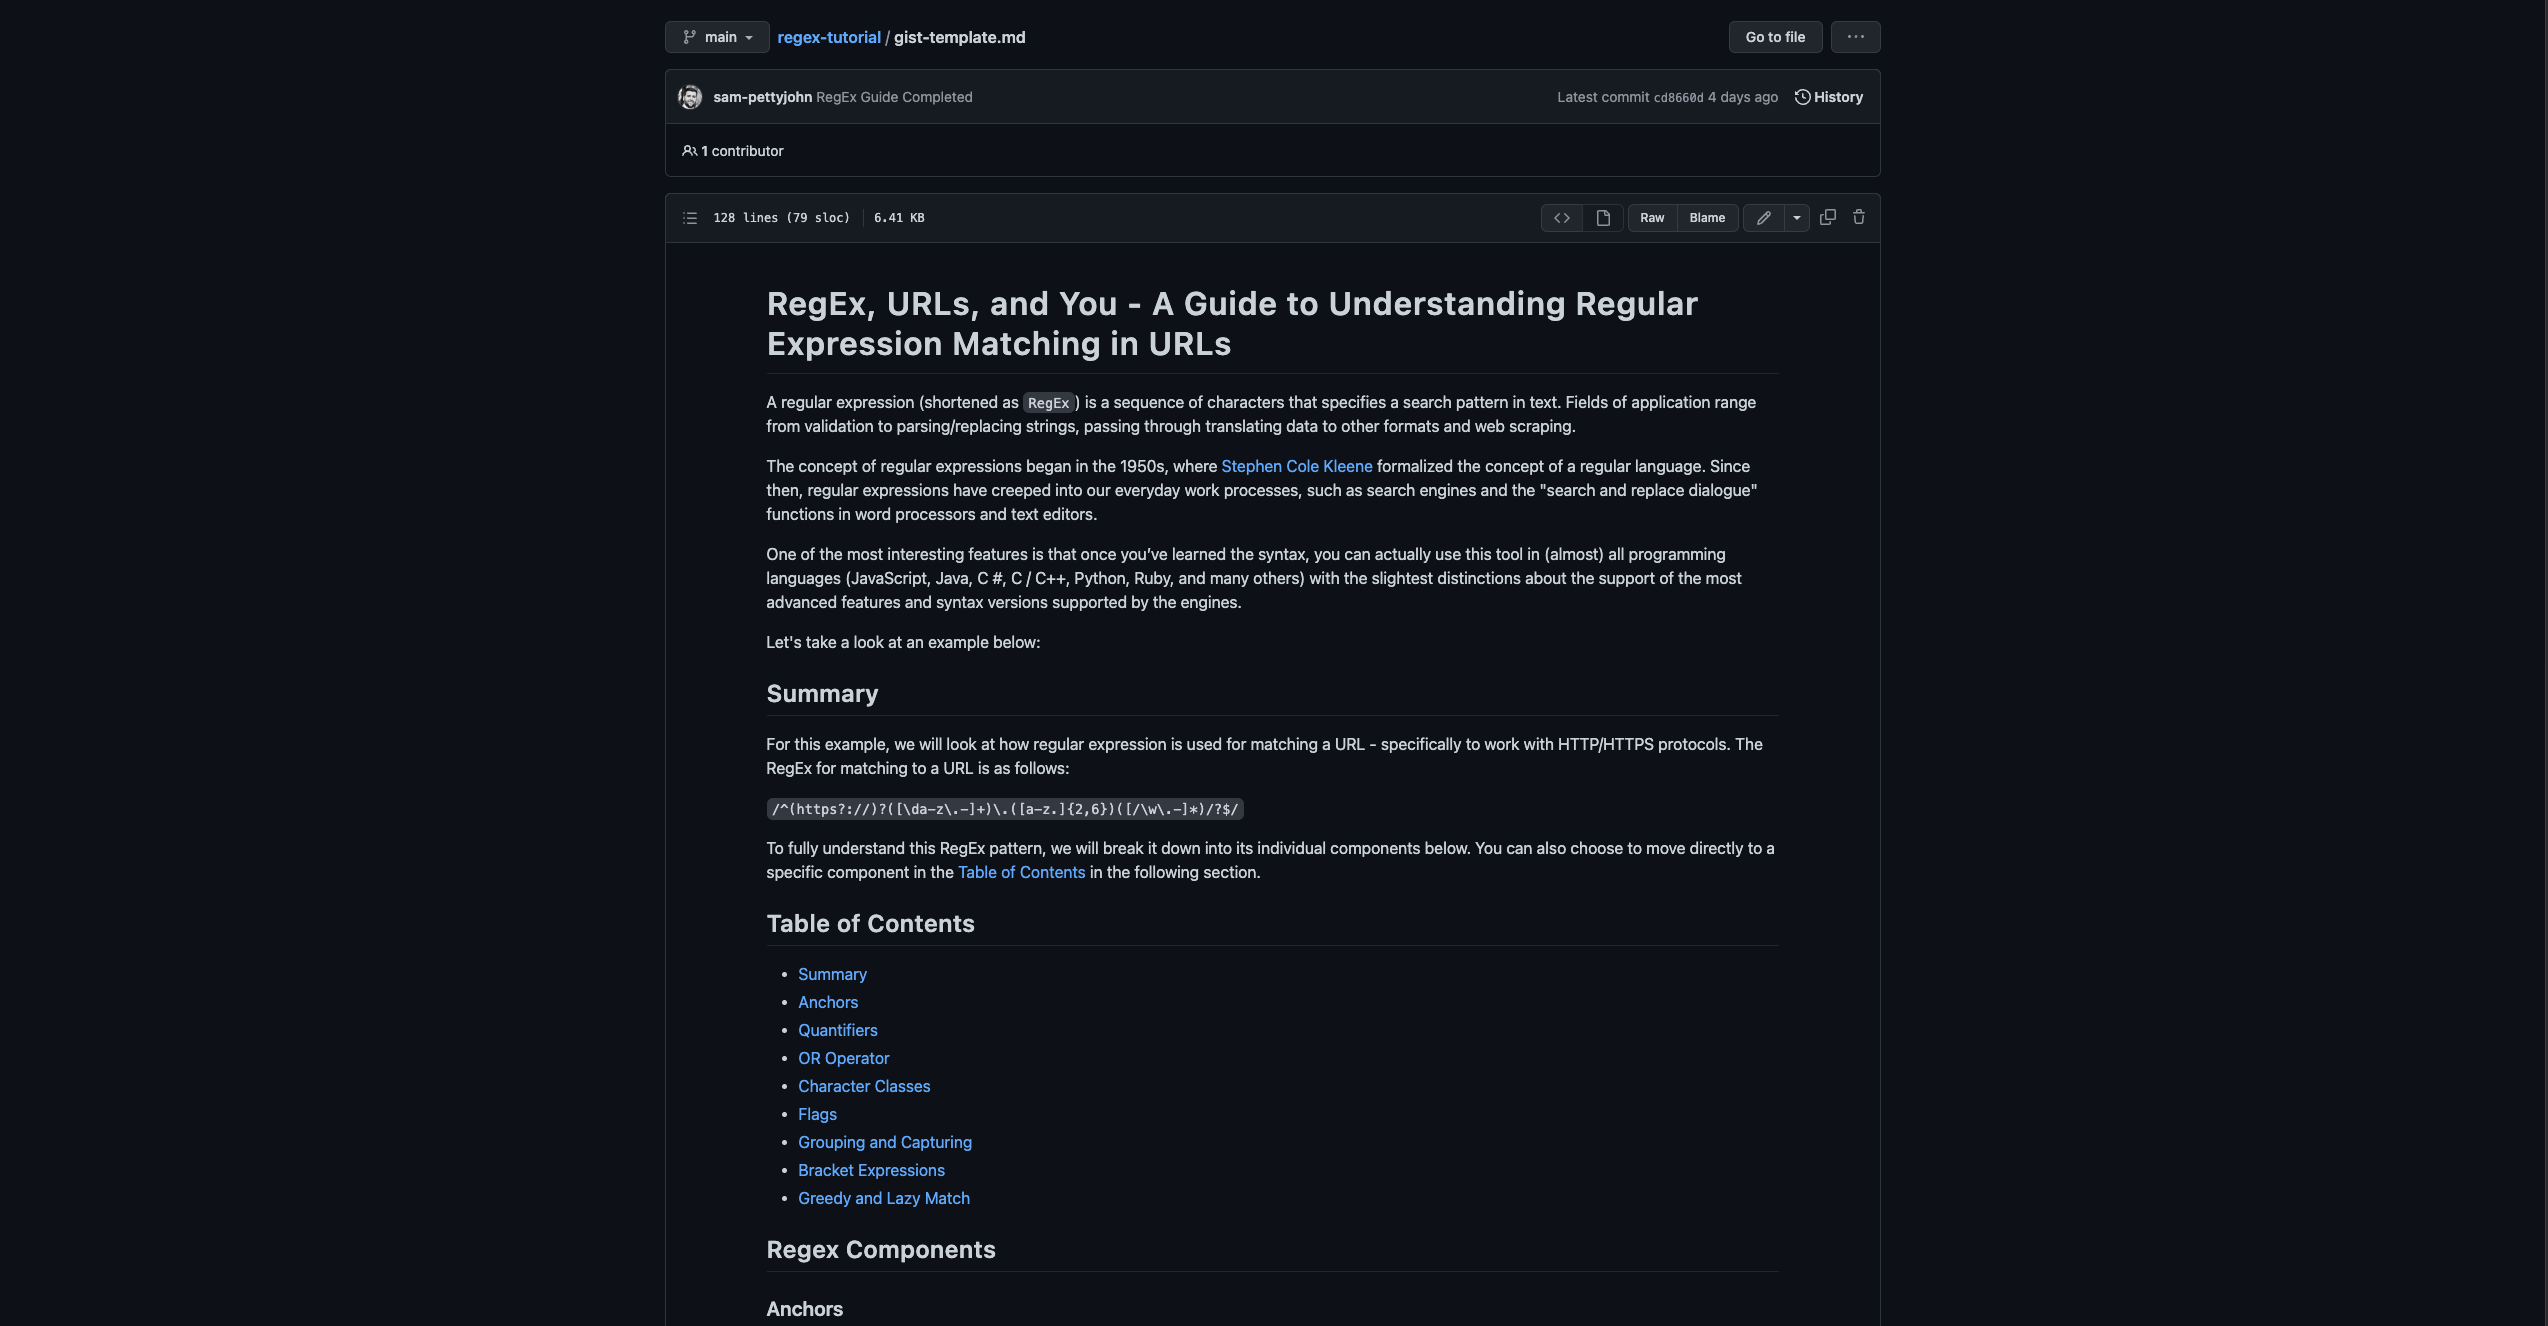 main
regex-tutorial / gist-template.md
Go to file
...
sam-pettyjohn RegEx Guide Completed
Latest commit cd8660d 4 days ago
History
1 contributor
128 lines (79 sloc)
6.41 KB
<>
Raw
Blame
RegEx, URLs, and You - A Guide to Understanding Regular
Expression Matching in URLs
A regular expression (shortened as RegEx) is a sequence of characters that specifies a search pattern in text. Fields of application range
from validation to parsing/replacing strings, passing through translating data to other formats and web scraping.
The concept of regular expressions began in the 1950s, where Stephen Cole Kleene formalized the concept of a regular language. Since
then, regular expressions have creeped into our everyday work processes, such as search engines and the "search and replace dialogue"
functions in word processors and text editors.
One of the most interesting features is that once you've learned the syntax, you can actually use this tool in (almost) all programming
languages (JavaScript, Java, C #, C / C++, Python, Ruby, and many others) with the slightest distinctions about the support of the most
advanced features and syntax versions supported by the engines.
Let's take a look at an example below:
Summary
For this example, we will look at how regular expression is used for matching a URL - specifically to work with HTTP/HTTPS protocols. The
RegEx for matching to a URL is as follows:
/^(https?://)?([\da-z\.-]+)\.([a-z.]{2,6})([/\w\.-]*)/?$/
To fully understand this RegEx pattern, we will break it down into its individual components below. You can also choose to move directly to a
specific component in the Table of Contents in the following section.
Table of Contents
• Summary
• Anchors
• Quantifiers
• OR Operator
• Character Classes
• Flags
• Grouping and Capturing
• Bracket Expressions
• Greedy and Lazy Match
Regex Components
Anchors